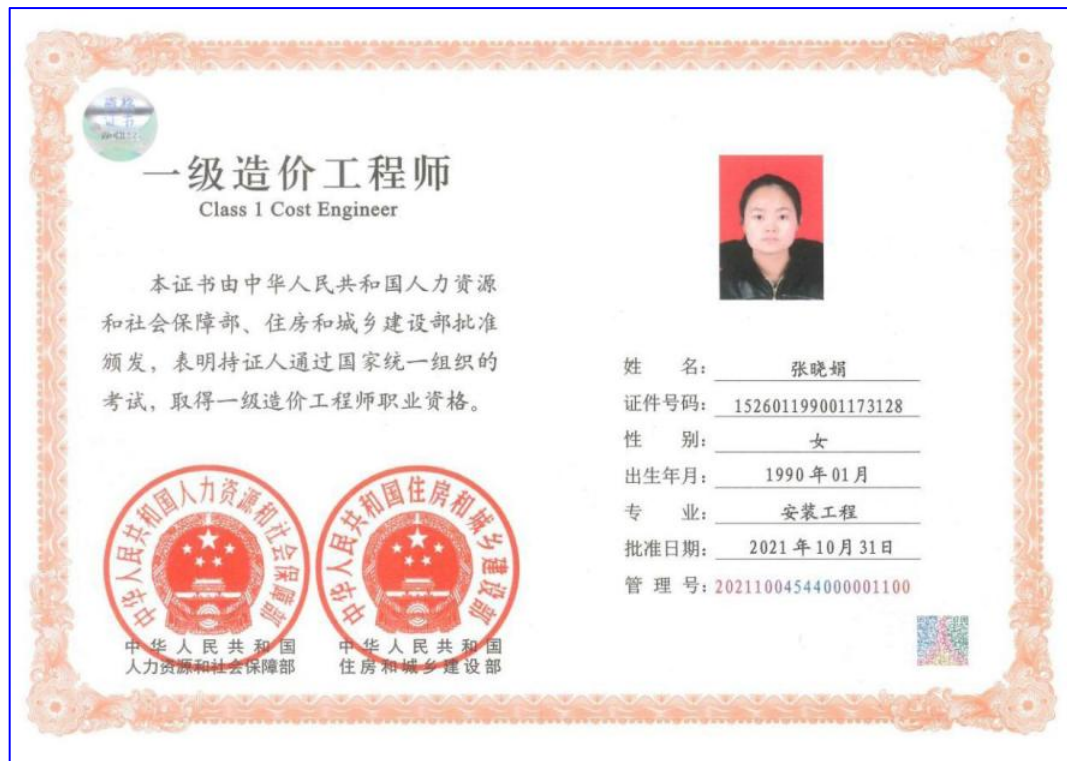 资格
证书
一级造价工程师
Class 1 Cost Engineer
本证书由中华人民共和国人力资源
和社会保障部、住房和城乡建设部批准
颁发，表明持证人通过国家统一组织的
考试，取得一级造价工程师职业资格。
中华人民共和国人力资源和社会保障部
中华人民共和国住房和城乡建设部
中华人民共和国
人力资源和社会保障部
中华人民共和国
住房和城乡建设部
姓 名： 张晓娟
证件号码： 152601199001173128
性 别： 女
出生年月： 1990年01月
专 业： 安装工程
批准日期： 2021年10月31日
管 理 号：20211004544000001100